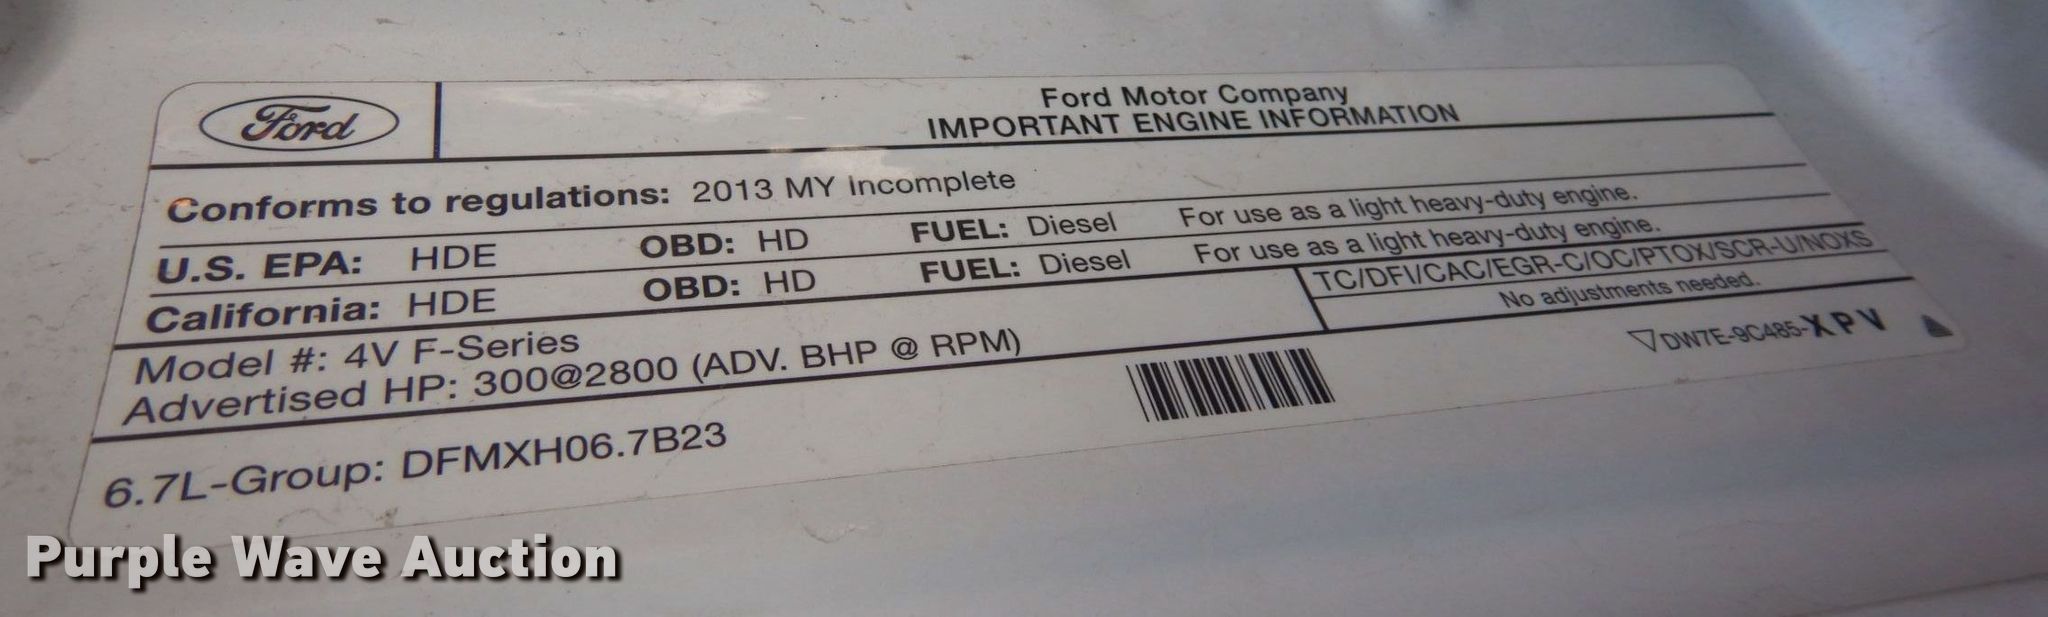 Ford
Ford Motor Company
IMPORTANT ENGINE INFORMATION
Conforms to regulations: 2013 MY Incomplete
U.S. EPA: HDE OBD: HD FUEL: Diesel For use as a light heavy-duty engine.
California: HDE OBD: HD FUEL: Diesel For use as a light heavy-duty engine.
Model #: 4V F-Series
TC/DFI/CAC/EGR-C/OC/PTOX/SCR-U/NOXS
Advertised HP: 300@2800 (ADV. BHP @ RPM)
No adjustments needed.
6.7L-Group: DFMXH06.7B23
DW7E-9C485-XPV
Purple Wave Auction